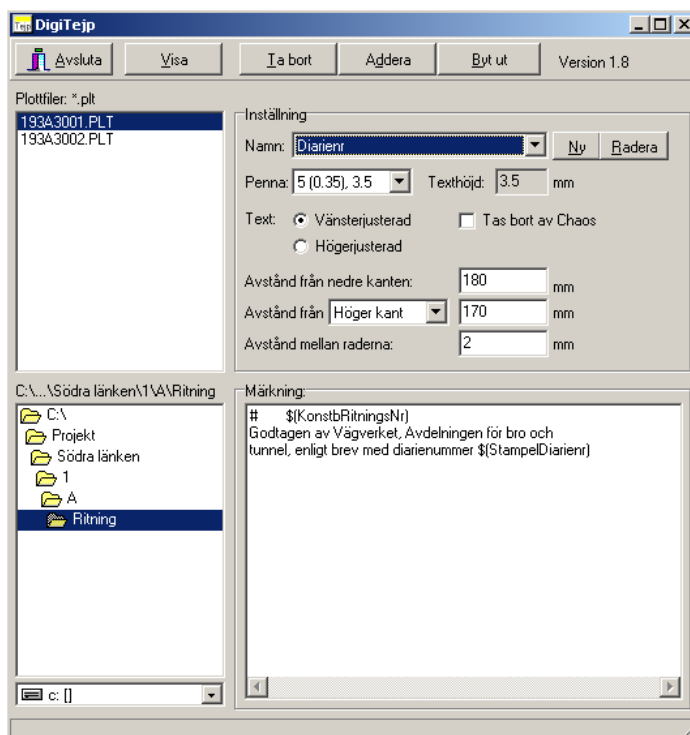 Tejp DigiTejp
Avsluta Visa Ta bort Addera Byt ut Version 1.8
Plottfiler: *.plt
193A3001.PLT
193A3002.PLT
Inställning
Namn: Diarienr Ny Radera
Penna: 5 (0.35), 3.5 Texthöjd: 3.5 mm
Text: Vänsterjusterad Tas bort av Chaos
Högerjusterad
Avstånd från nedre kanten: 180 mm
Avstånd från Höger kant 170 mm
Avstånd mellan raderna: 2 mm
C:\...\Södra länken\1\A\Ritning
C:\
Projekt
Södra länken
1
A
Ritning
c: []
Märkning:
# $(KonstbRitningsNr)
Godtagen av Vägverket, Avdelningen för bro och
tunnel, enligt brev med diarienummer $(StampelDiarienr)